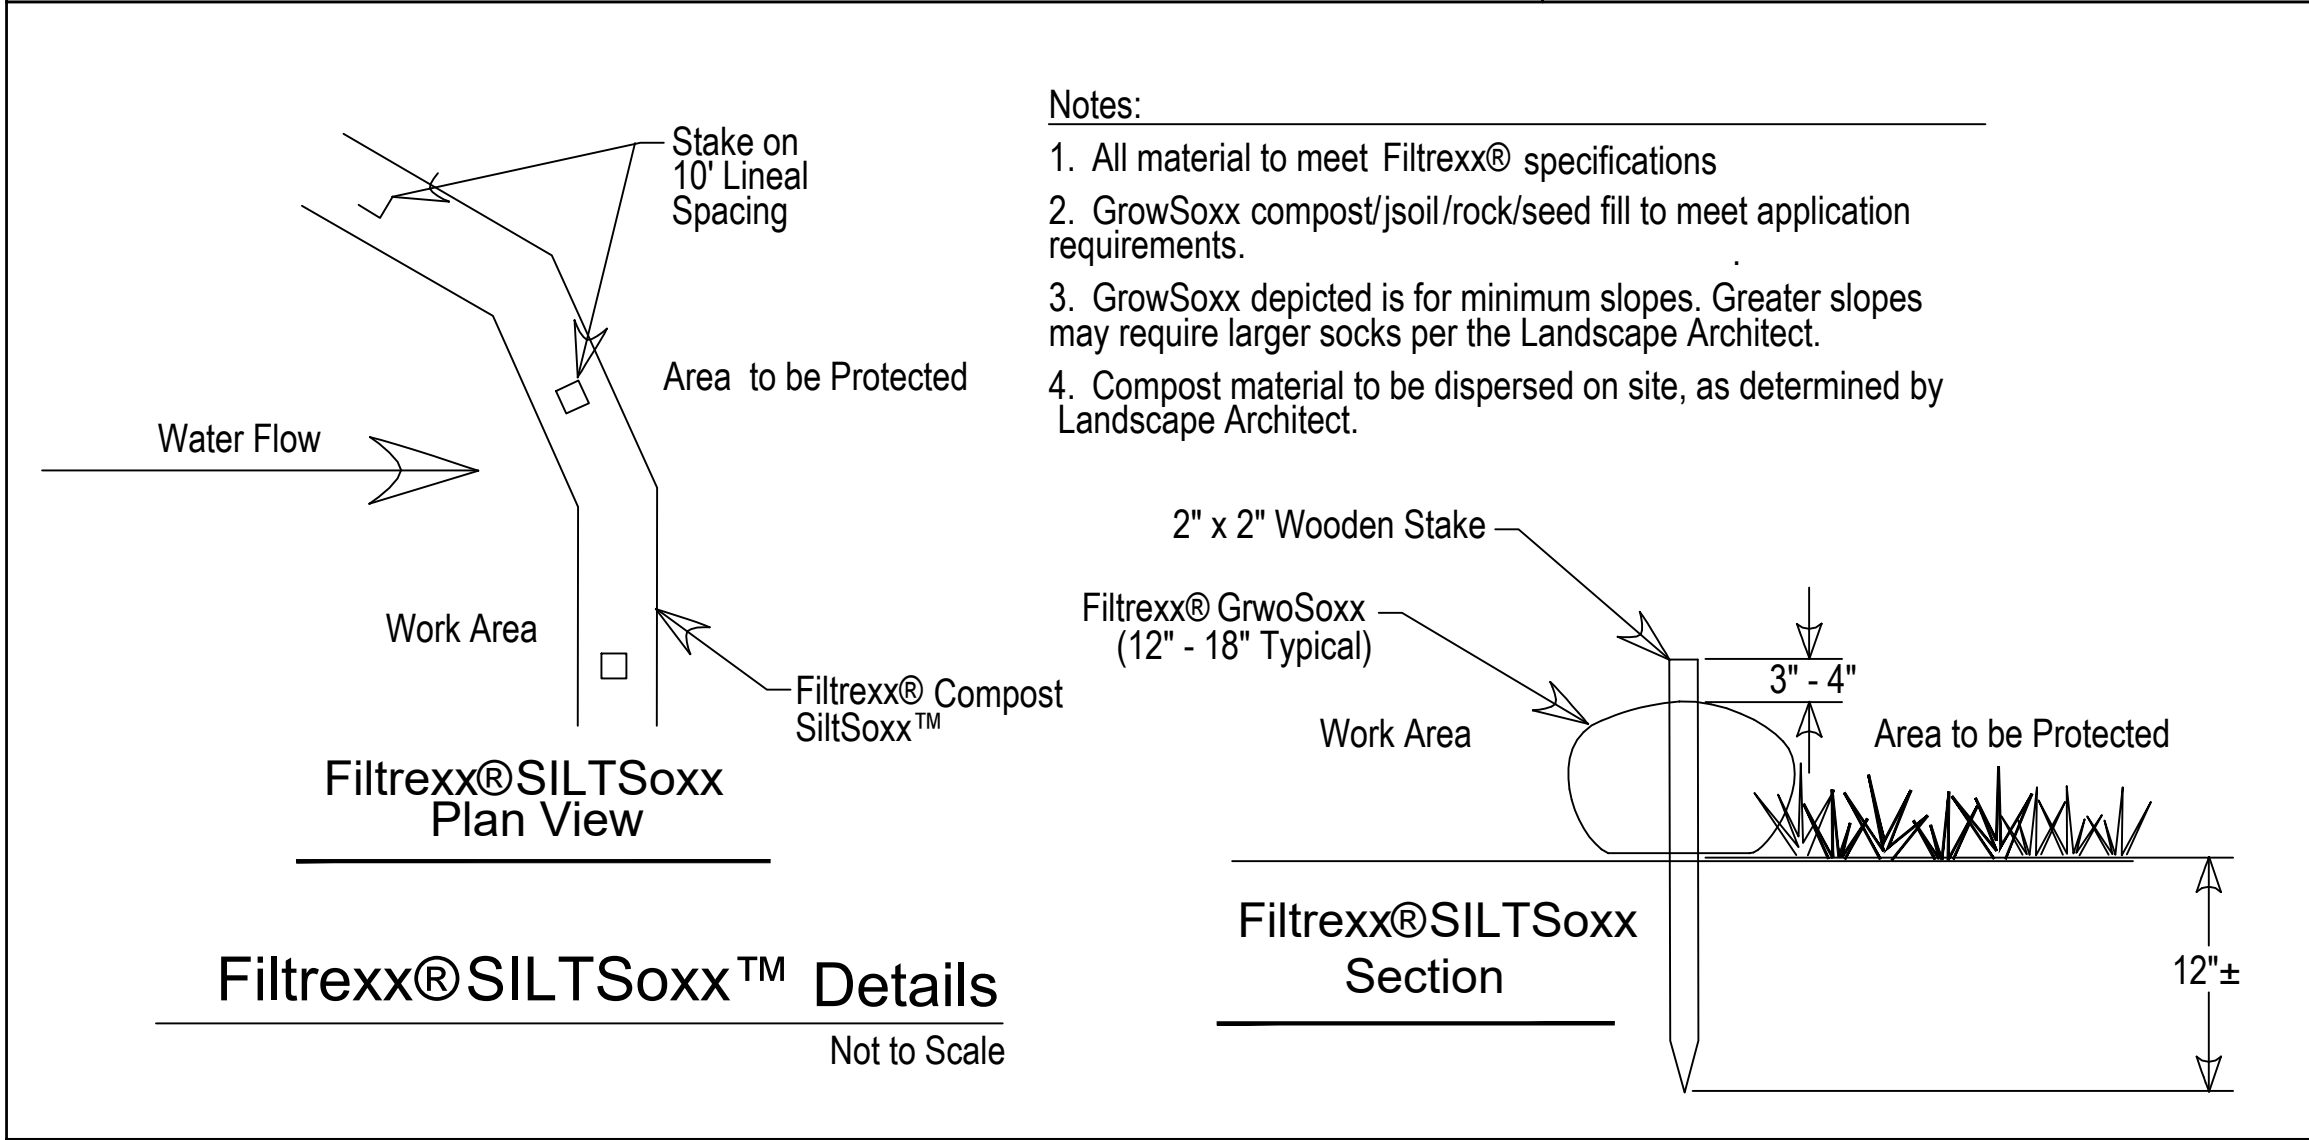 Stake on
10' Lineal
Spacing
Area to be Protected
Water Flow
Work Area
Filtrexx® Compost
SiltSoxx™
Filtrexx®SILTSoxx
Plan View
Filtrexx®SILTSoxx™ Details
Not to Scale
Notes:
1. All material to meet Filtrexx® specifications
2. GrowSoxx compost/jsoil/rock/seed fill to meet application
requirements.
.
3. GrowSoxx depicted is for minimum slopes. Greater slopes
may require larger socks per the Landscape Architect.
4. Compost material to be dispersed on site, as determined by
Landscape Architect.
2" x 2" Wooden Stake
Filtrexx® GrwoSoxx
(12" - 18" Typical)
3" - 4"
Work Area
Area to be Protected
Filtrexx®SILTSoxx
Section
12"±